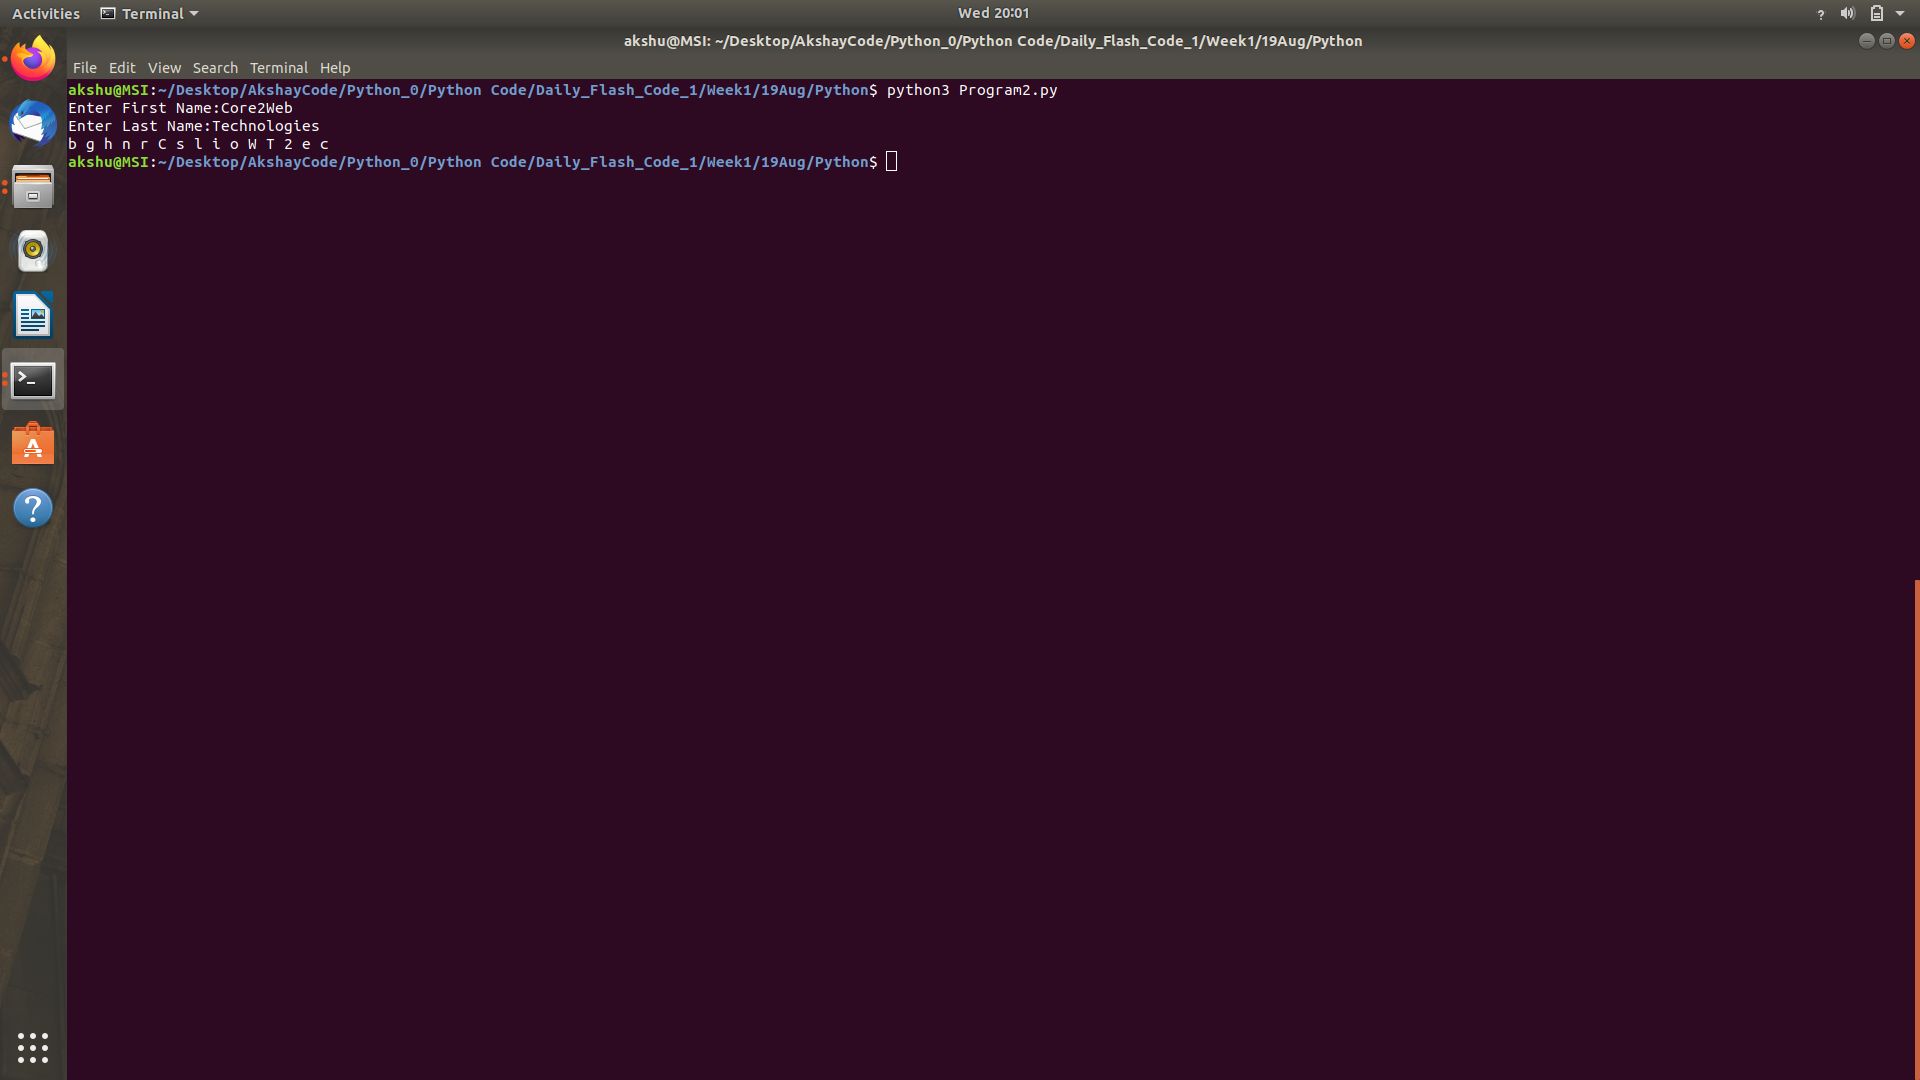 Activities Terminal Wed 20:01 ?
akshu@MSI: ~/Desktop/AkshayCode/Python_0/Python Code/Daily_Flash_Code_1/Week1/19Aug/Python
File Edit View Search Terminal Help
akshu@MSI:~/Desktop/AkshayCode/Python_0/Python Code/Daily_Flash_Code_1/Week1/19Aug/Python$ python3 Program2.py
Enter First Name:Core2Web
Enter Last Name:Technologies
b g h n r C s l i o W T 2 e c
akshu@MSI:~/Desktop/AkshayCode/Python_0/Python Code/Daily_Flash_Code_1/Week1/19Aug/Python$